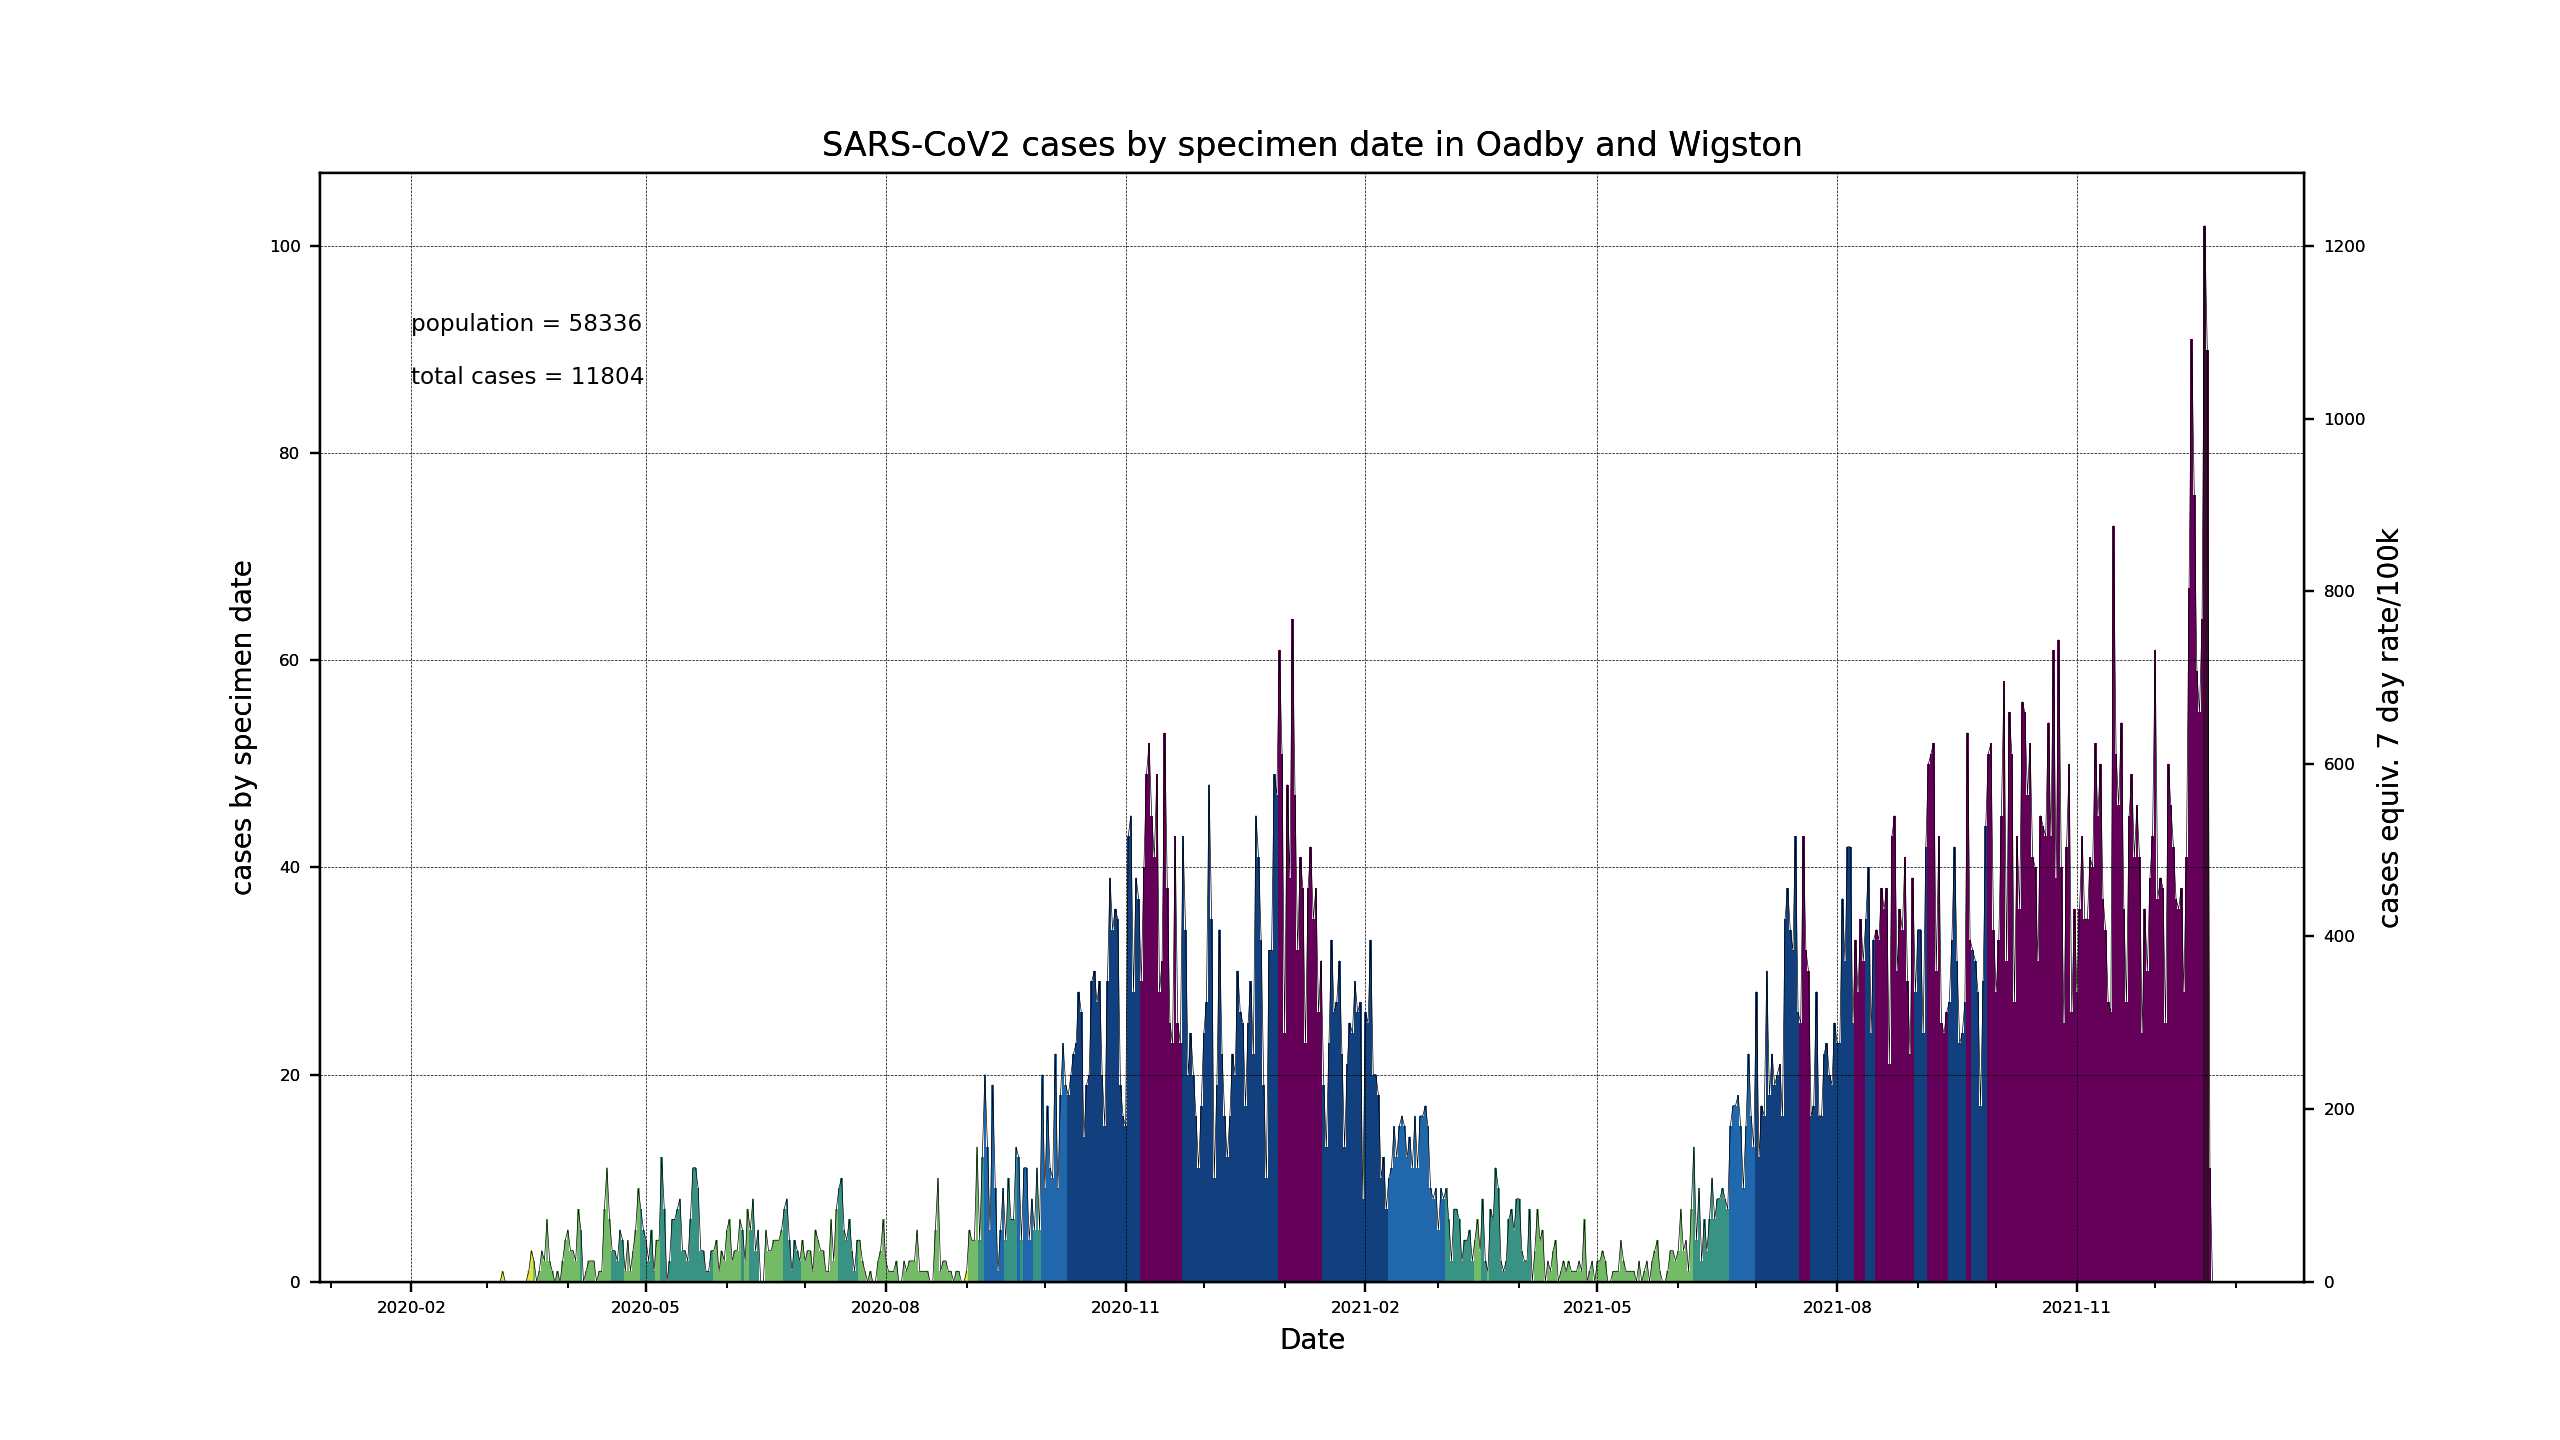 SARS-CoV2 cases by specimen date in Oadby and Wigston
population = 58336
total cases = 11804
cases by specimen date
100
80
60
40
20
0
1200
1000
800
600
400
200
0
cases equiv. 7 day rate/100k
2020-02 2020-05 2020-08 2020-11 2021-02 2021-05 2021-08 2021-11
Date